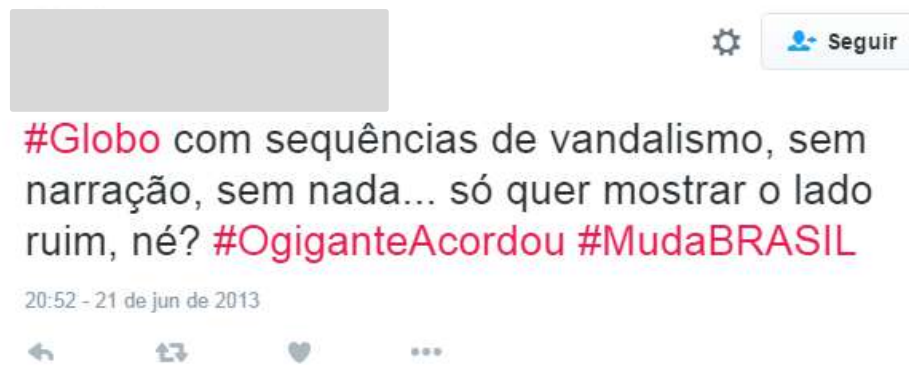 Seguir
#Globo com sequências de vandalismo, sem
narração, sem nada... só quer mostrar o lado
ruim, né? #OgiganteAcordou #MudaBRASIL
20:52 - 21 de jun de 2013